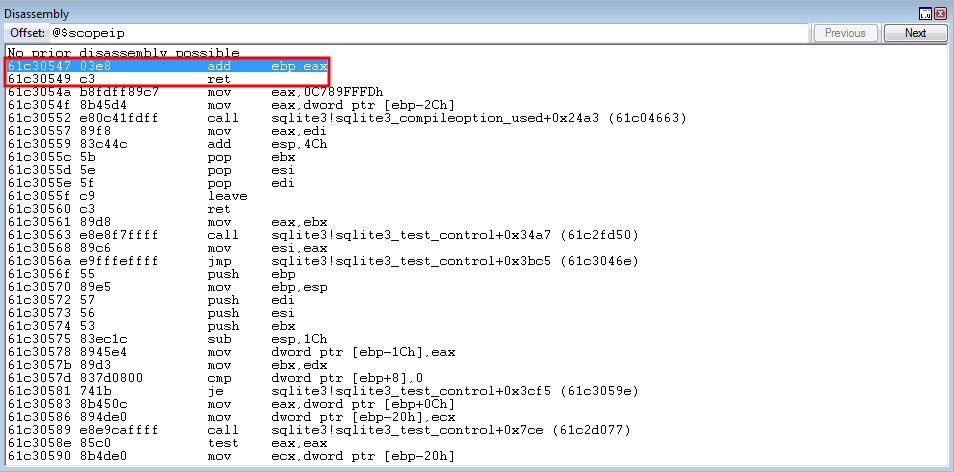 Disassembly
Offset: @$scopeip Previous Next
No prior disassembly possible
61c30547 03e8 add ebp,eax
61c30549 c3 ret
61c3054a b8fdff89c7 mov eax,0C789FFFDh
61c3054f 8b45d4 mov eax,dword ptr [ebp-2Ch]
61c30552 e80c41fdff call sqlite3!sqlite3_compileoption_used+0x24a3 (61c04663)
61c30557 89f8 mov eax,edi
61c30559 83c44c add esp,4Ch
61c3055c 5b pop ebx
61c3055d 5e pop esi
61c3055e 5f pop edi
61c3055f c9 leave
61c30560 c3 ret
61c30561 89d8 mov eax,ebx
61c30563 e8e8f7ffff call sqlite3!sqlite3_test_control+0x34a7 (61c2fd50)
61c30568 89c6 mov esi,eax
61c3056a e9fffeffff jmp sqlite3!sqlite3_test_control+0x3bc5 (61c3046e)
61c3056f 55 push ebp
61c30570 89e5 mov ebp,esp
61c30572 57 push edi
61c30573 56 push esi
61c30574 53 push ebx
61c30575 83ec1c sub esp,1Ch
61c30578 8945e4 mov dword ptr [ebp-1Ch],eax
61c3057b 89d3 mov ebx,edx
61c3057d 837d0800 cmp dword ptr [ebp+8],0
61c30581 741b je sqlite3!sqlite3_test_control+0x3cf5 (61c3059e)
61c30583 8b450c mov eax,dword ptr [ebp+0Ch]
61c30586 894de0 mov dword ptr [ebp-20h],ecx
61c30589 e8e9caffff call sqlite3!sqlite3_test_control+0x7ce (61c2d077)
61c3058e 85c0 test eax,eax
61c30590 8b4de0 mov ecx,dword ptr [ebp-20h]